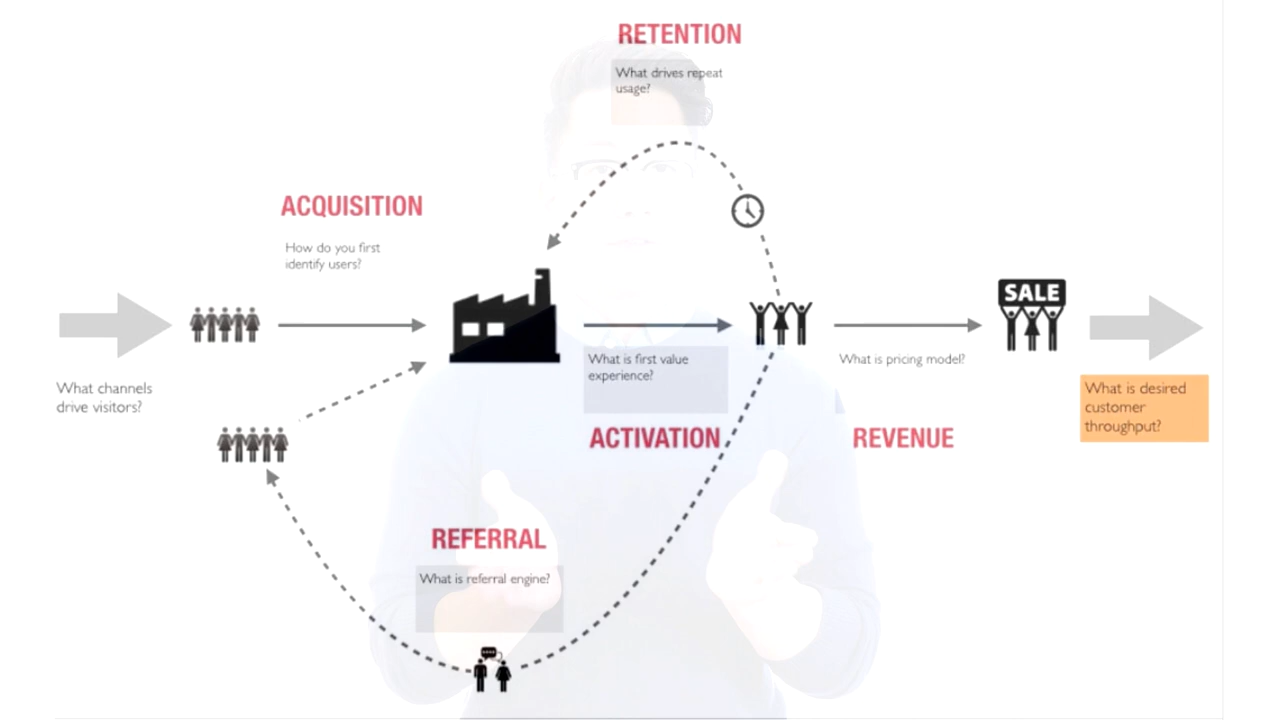 RETENTION
What drives repeat
usage?
ACQUISITION
How do you first
identify users?
SALE
What channels
drive visitors?
What is first value
experience?
What is pricing model?
What is desired
customer
throughput?
ACTIVATION
REVENUE
REFERRAL
What is referral engine?